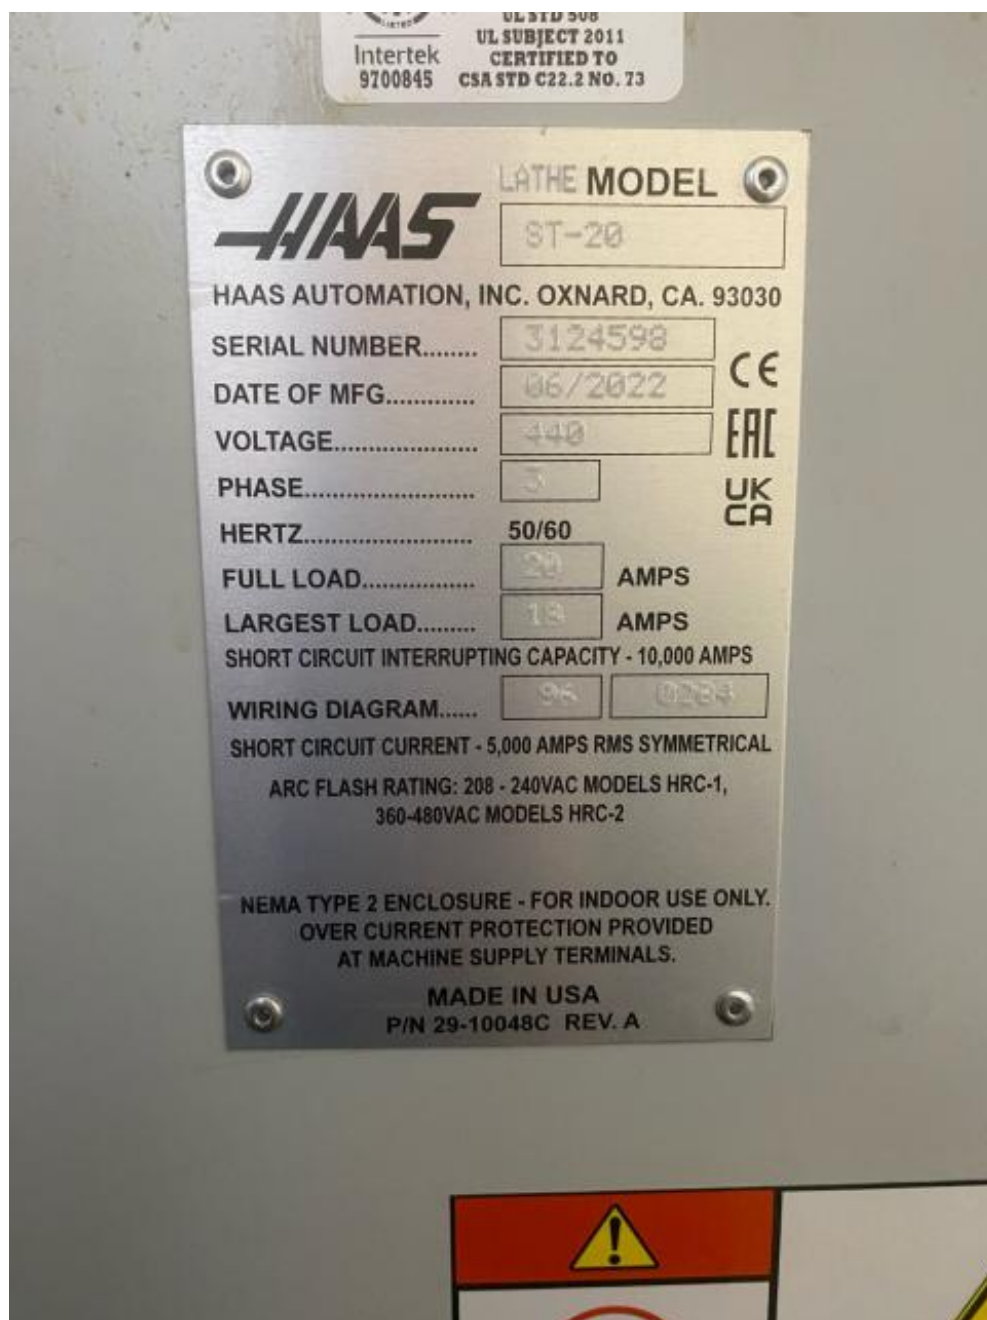 LISTED
Intertek
9700845
UL STD 508
UL SUBJECT 2011
CERTIFIED TO
CSA STD C22.2 NO. 73
HAAS
LATHE MODEL
ST-20
HAAS AUTOMATION, INC. OXNARD, CA. 93030
SERIAL NUMBER........ 3124598
DATE OF MFG............. 06/2022
CE
VOLTAGE..................... 440
EAC
PHASE......................... 3
UK
CA
HERTZ........................ 50/60
FULL LOAD................. 20 AMPS
LARGEST LOAD......... 18 AMPS
SHORT CIRCUIT INTERRUPTING CAPACITY - 10,000 AMPS
WIRING DIAGRAM...... 96 0284
SHORT CIRCUIT CURRENT - 5,000 AMPS RMS SYMMETRICAL
ARC FLASH RATING: 208 - 240VAC MODELS HRC-1,
360-480VAC MODELS HRC-2
NEMA TYPE 2 ENCLOSURE - FOR INDOOR USE ONLY.
OVER CURRENT PROTECTION PROVIDED
AT MACHINE SUPPLY TERMINALS.
MADE IN USA
P/N 29-10048C REV. A